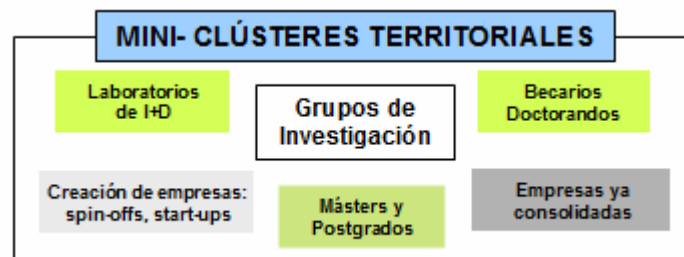 MINI- CLÚSTERES TERRITORIALES
Laboratorios
de I+D
Grupos de
Investigación
Becarios
Doctorandos
Creación de empresas:
spin-offs, start-ups
Másters y
Postgrados
Empresas ya
consolidadas